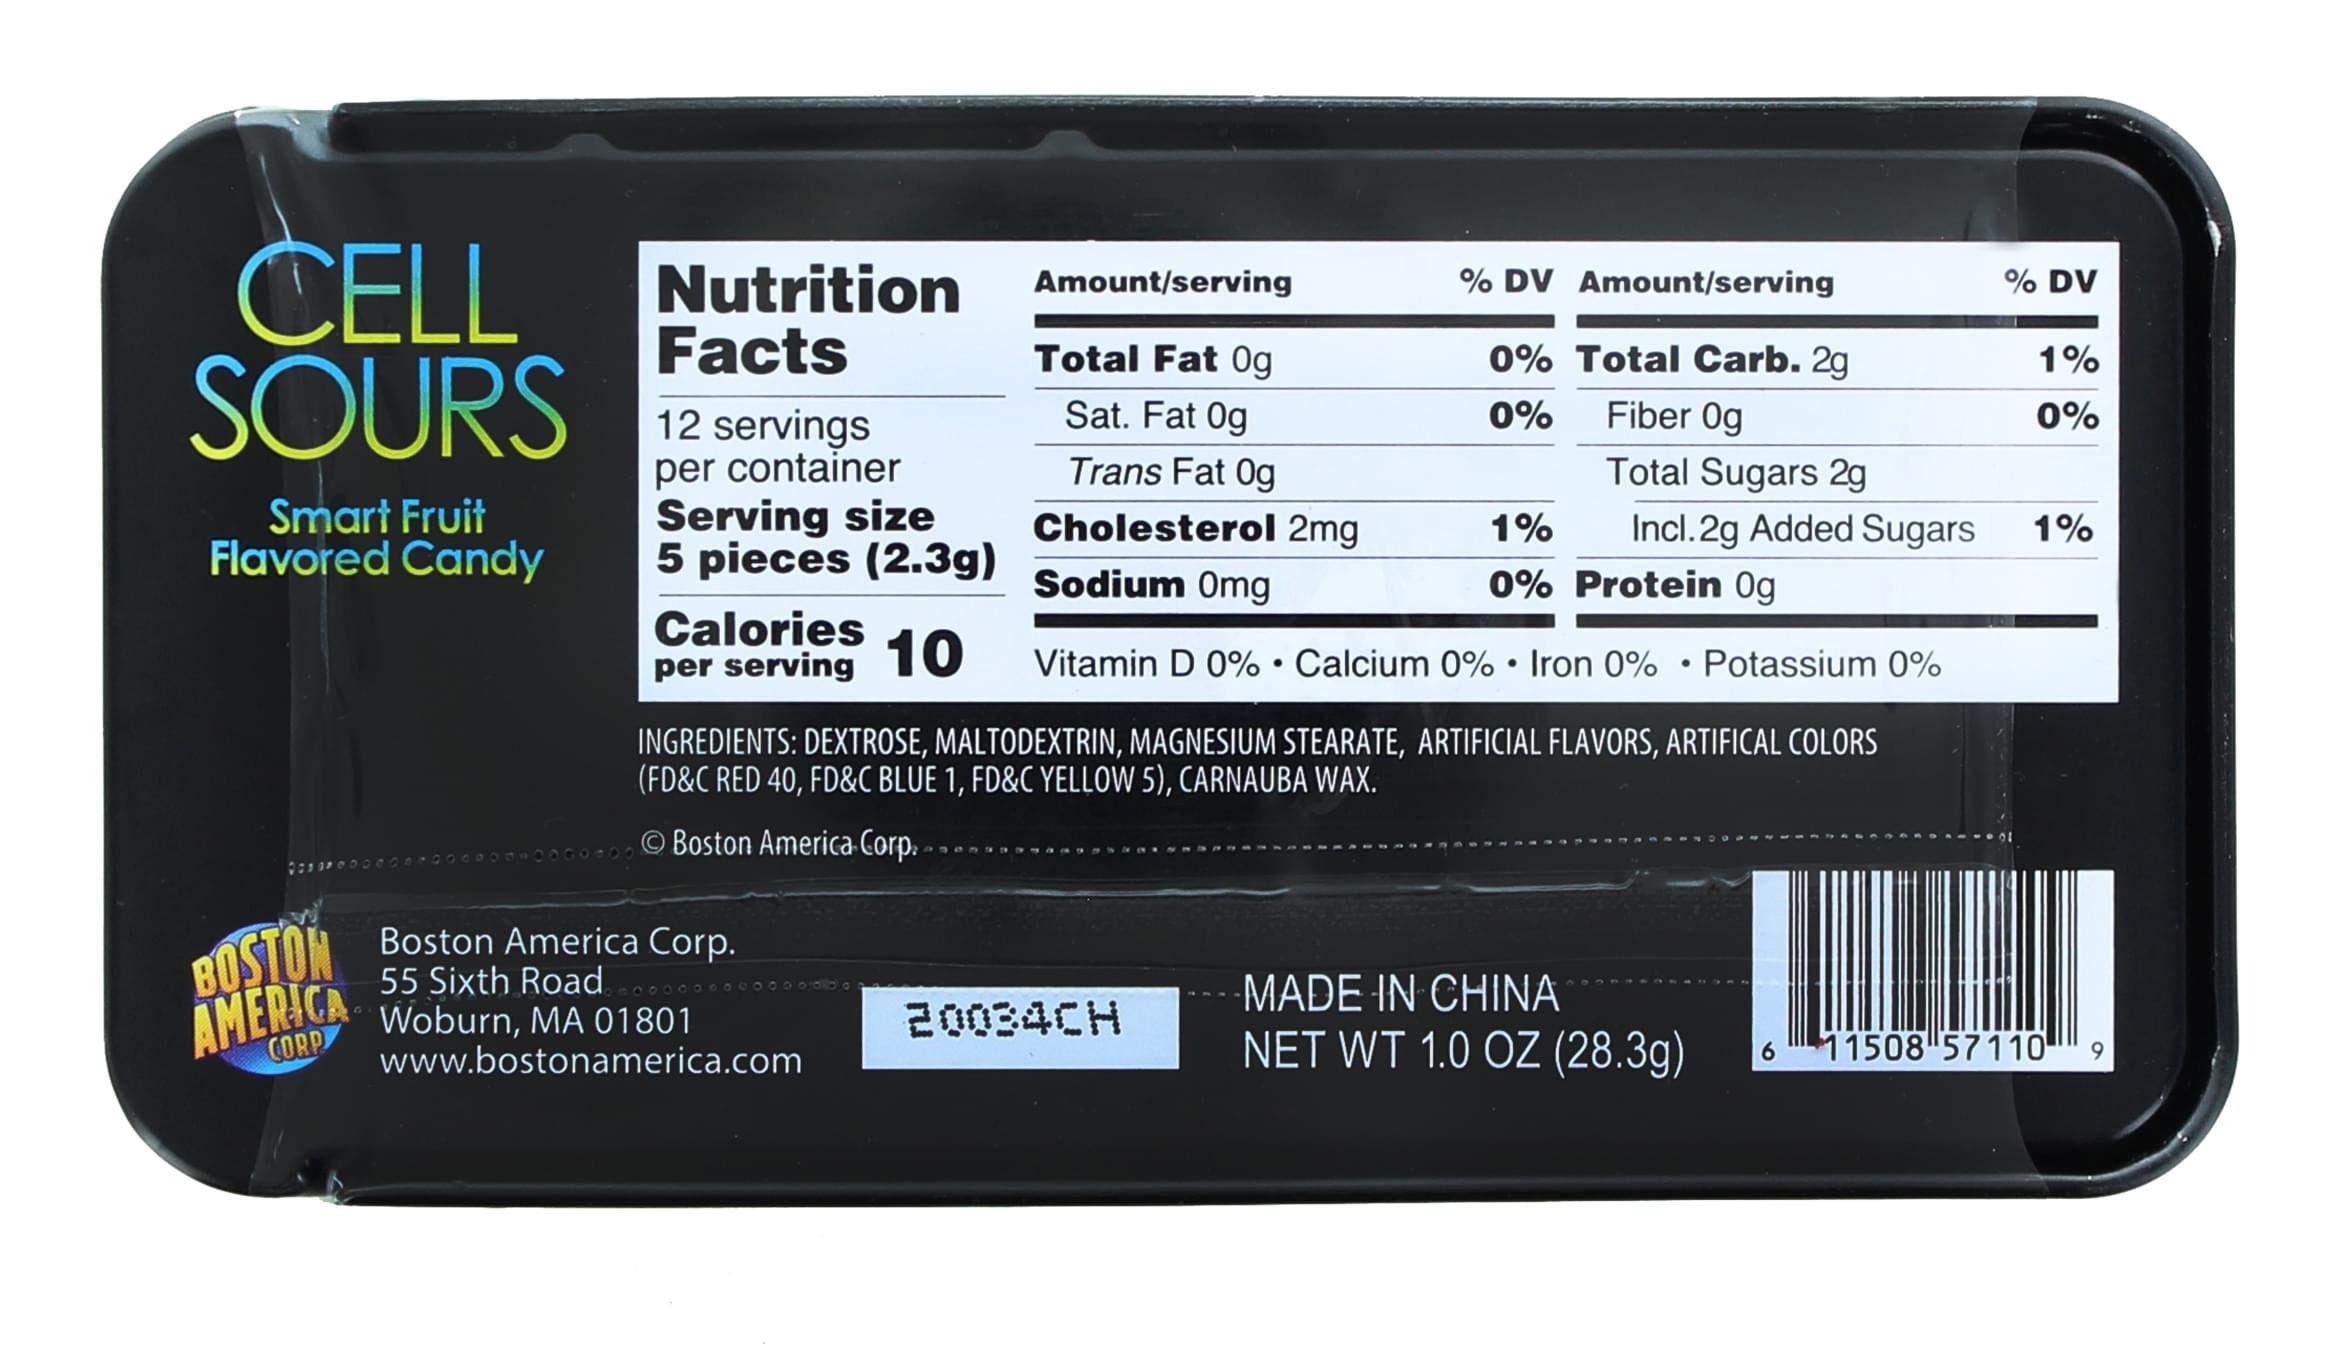 CELL
SOURS
Smart Fruit
Flavored Candy
Nutrition
Facts
12 servings
per container
Serving size
5 pieces (2.3g)
Calories
per serving 10
Amount/serving % DV
Total Fat 0g 0%
Sat. Fat 0g 0%
Trans Fat 0g
Cholesterol 2mg 1%
Sodium 0mg 0%
Amount/serving % DV
Total Carb. 2g 1%
Fiber 0g 0%
Total Sugars 2g
Incl. 2g Added Sugars 1%
Protein 0g
Vitamin D 0% • Calcium 0% • Iron 0% • Potassium 0%
INGREDIENTS: DEXTROSE, MALTODEXTRIN, MAGNESIUM STEARATE, ARTIFICIAL FLAVORS, ARTIFICAL COLORS
(FD&C RED 40, FD&C BLUE 1, FD&C YELLOW 5), CARNAUBA WAX.
© Boston America Corp.
BOSTON
AMERICA
CORP
Boston America Corp.
55 Sixth Road
Woburn, MA 01801
www.bostonamerica.com
20034CH
MADE IN CHINA
NET WT 1.0 OZ (28.3g)
6 11508 57110 9